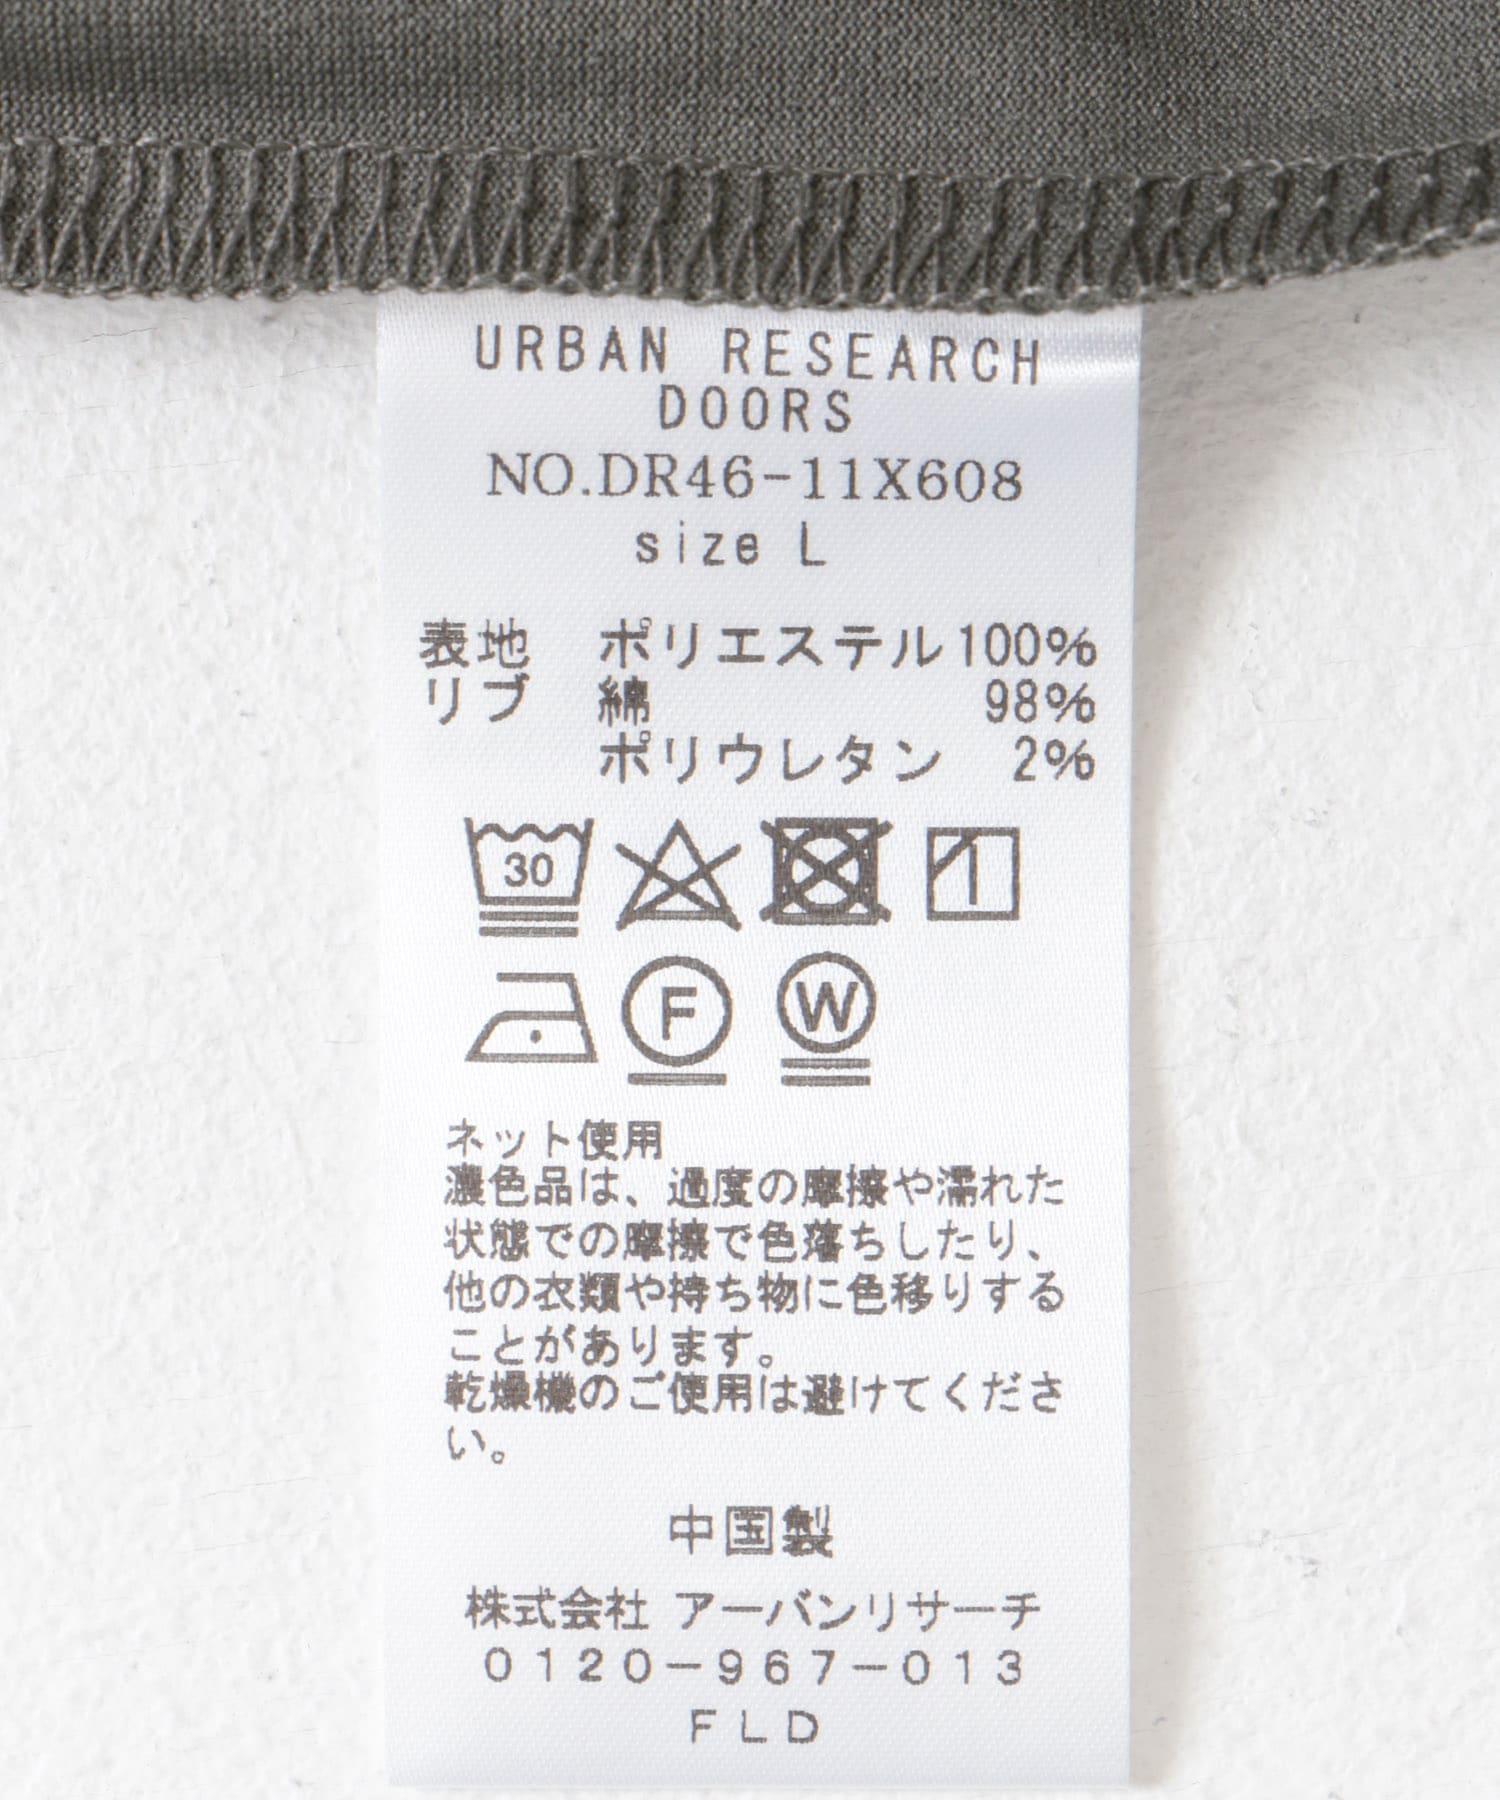 URBAN RESEARCH
DOORS
NO.DR46-11X608
size L
表地 ポリエステル100%
リブ 綿 98%
ポリウレタン 2%
30
F W
ネット使用
濃色品は、過度の摩擦や濡れた
状態での摩擦で色落ちしたり、
他の衣類や持ち物に色移りする
ことがあります。
乾燥機のご使用は避けてくださ
い。
中国製
株式会社 アーバンリサーチ
0120-967-013
FLD